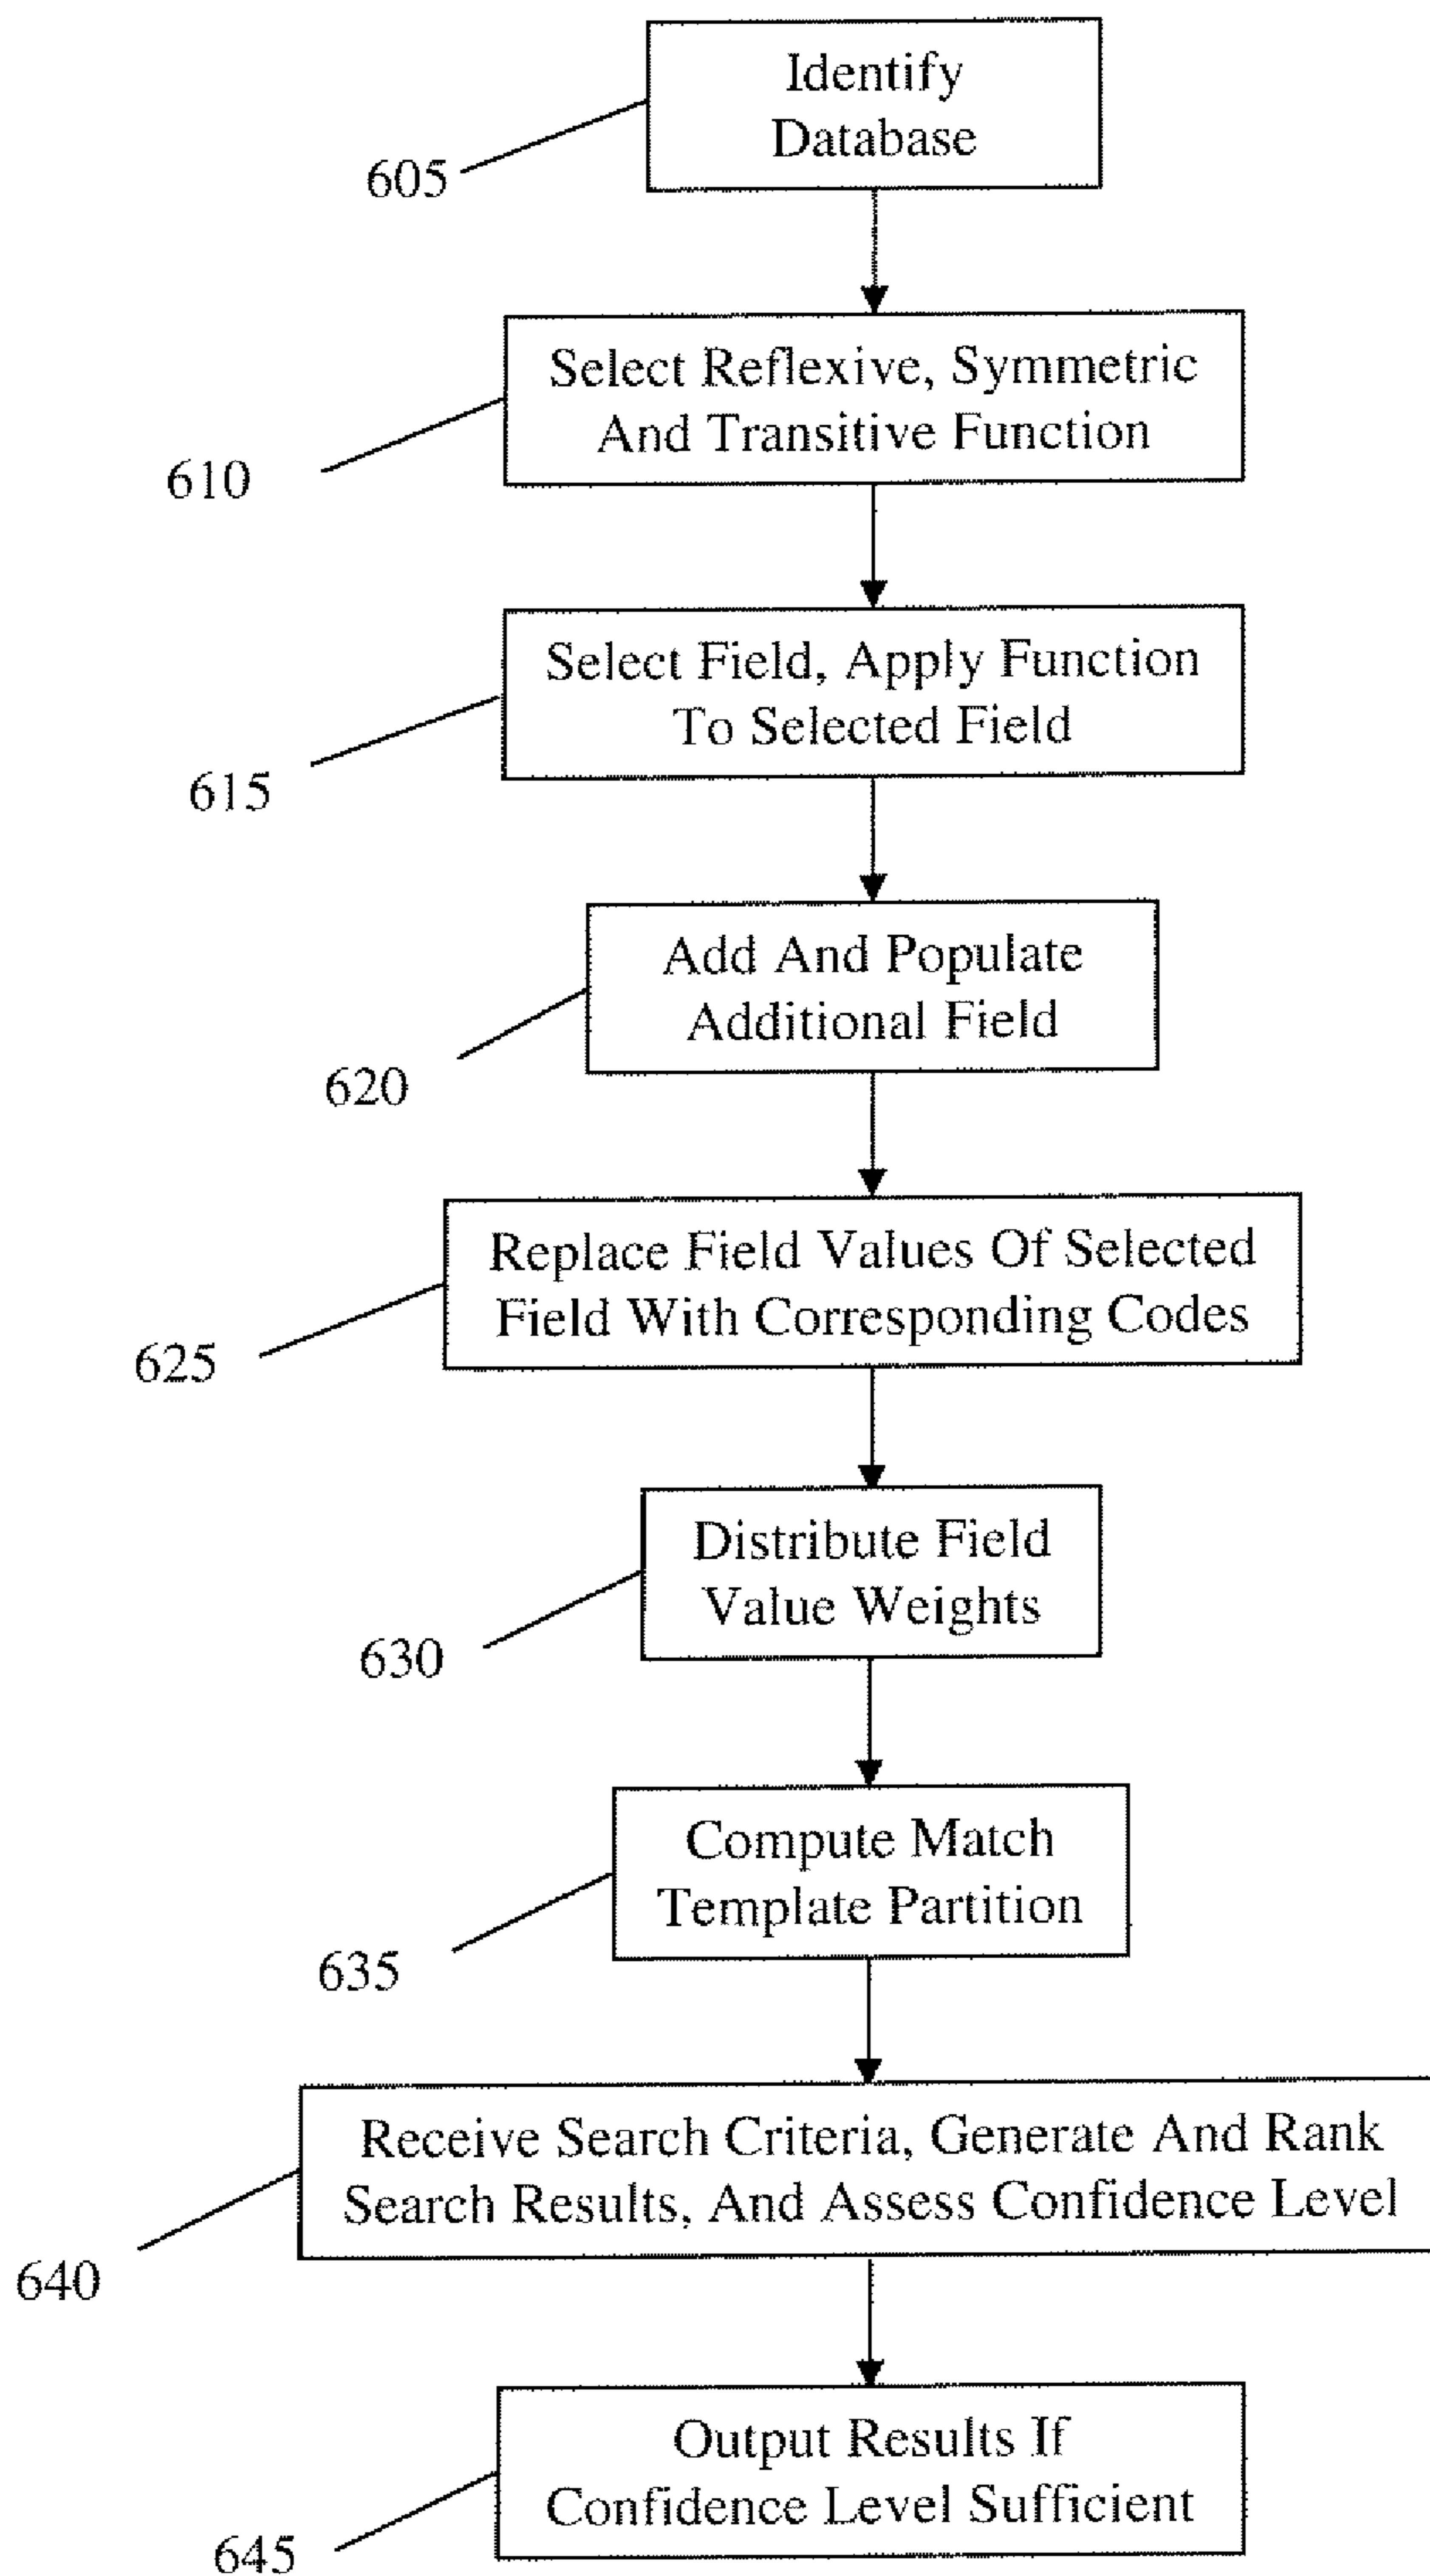 Identify
Database
605
Select Reflexive, Symmetric
And Transitive Function
610
Select Field, Apply Function
To Selected Field
615
Add And Populate
Additional Field
620
Replace Field Values Of Selected
Field With Corresponding Codes
625
Distribute Field
Value Weights
630
Compute Match
Template Partition
635
Receive Search Criteria, Generate And Rank
Search Results, And Assess Confidence Level
640
Output Results If
Confidence Level Sufficient
645